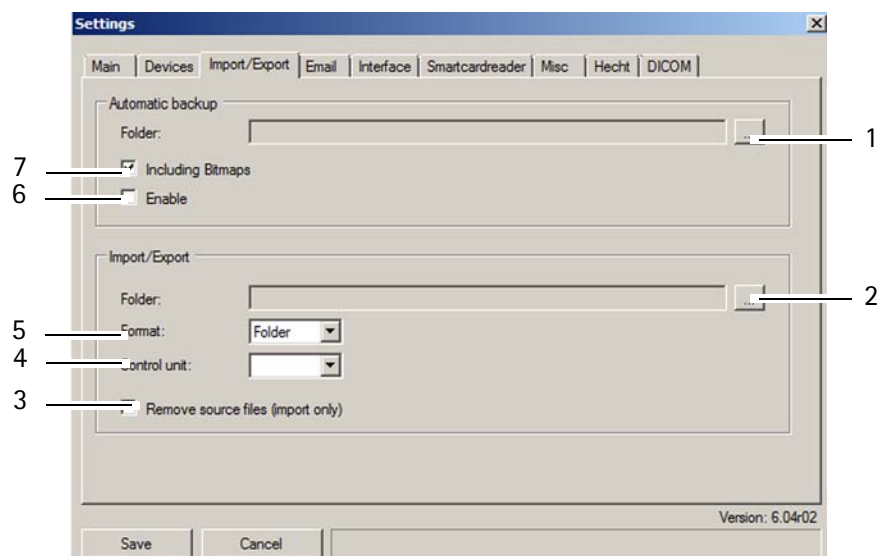 Settings
Main Devices Import/Export Email Interface Smartcardreader Misc Hecht DICOM
Automatic backup
Folder: ... 1
7 Including Bitmaps
6 Enable
Import/Export
Folder: ... 2
5 Format: Folder
4 Control unit:
3 Remove source files (import only)
Version: 6.04r02
Save Cancel